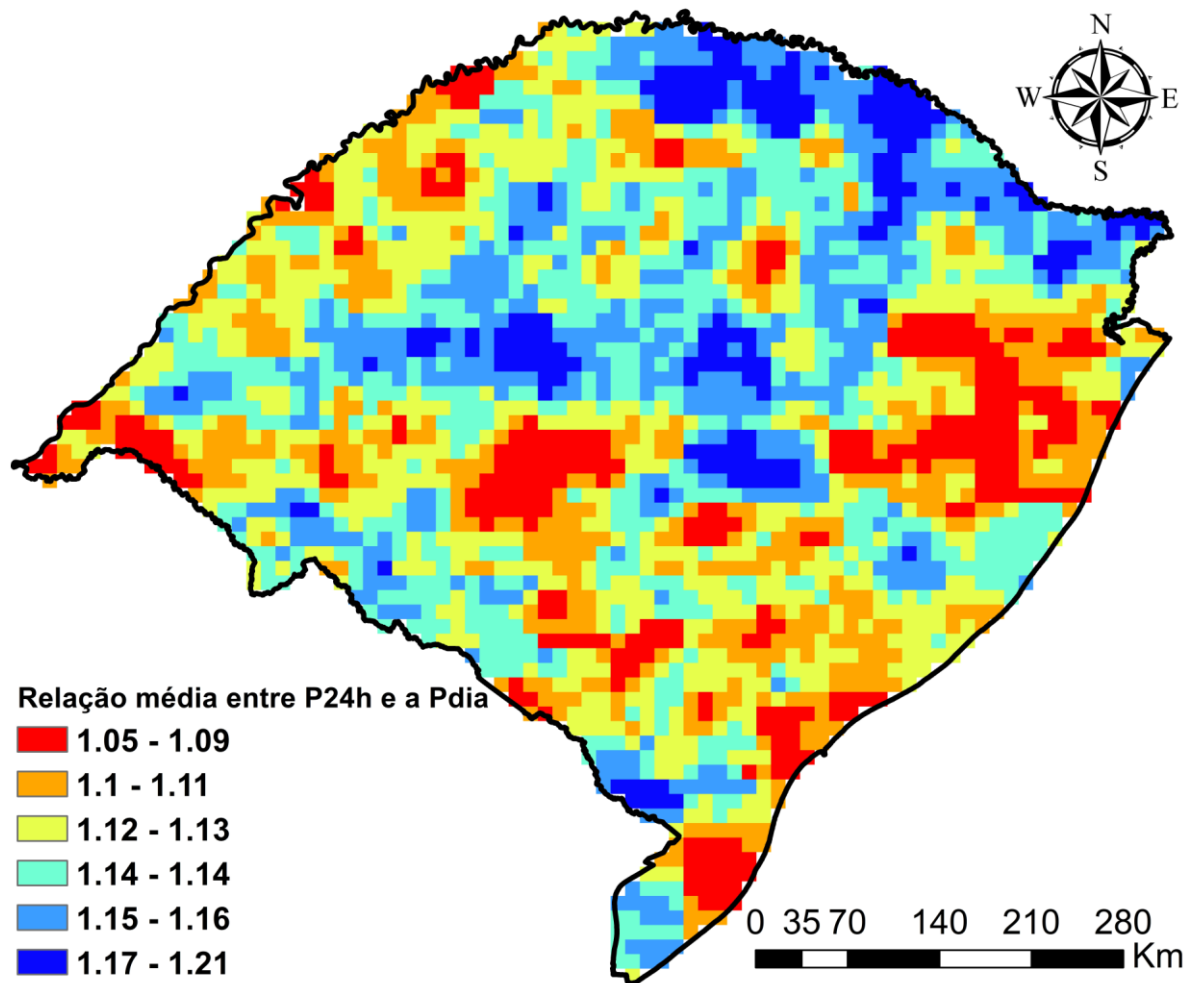 N
W E
S
Relação média entre P24h e a Pdia
1.05 - 1.09
1.1 - 1.11
1.12 - 1.13
1.14 - 1.14
1.15 - 1.16
1.17 - 1.21
0 35 70 140 210 280
Km